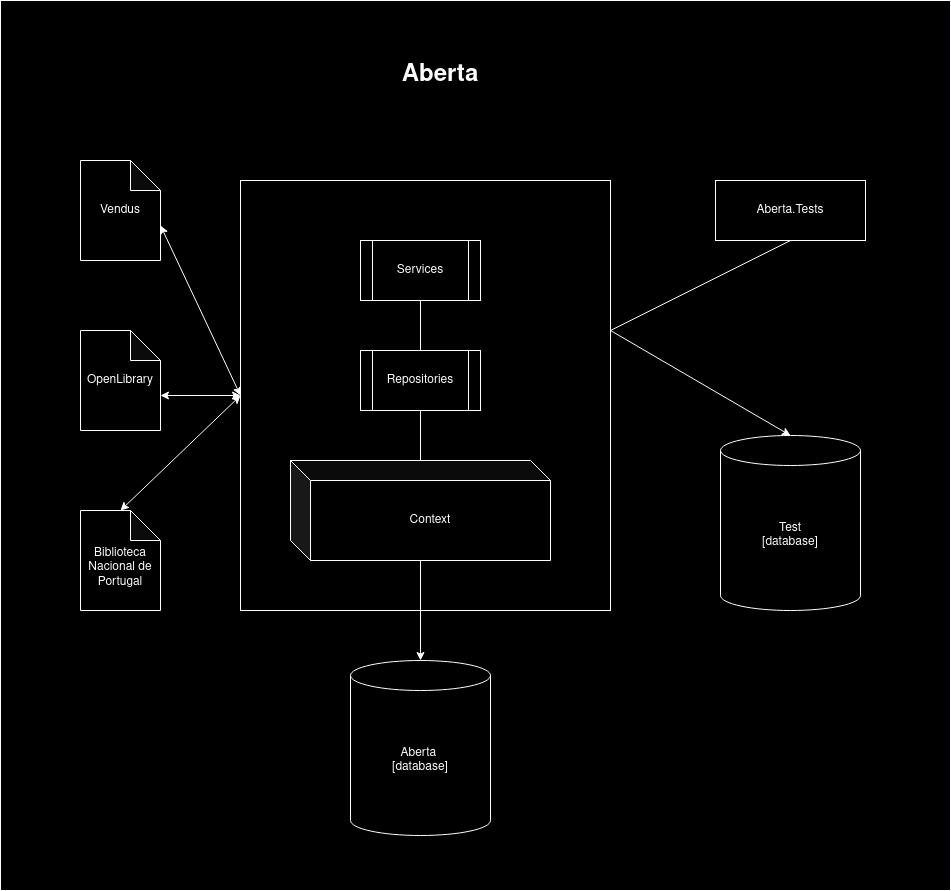 Aberta
Vendus
Aberta.Tests
Services
OpenLibrary
Repositories
Context
Test
[database]
Biblioteca
Nacional de
Portugal
Aberta
[database]